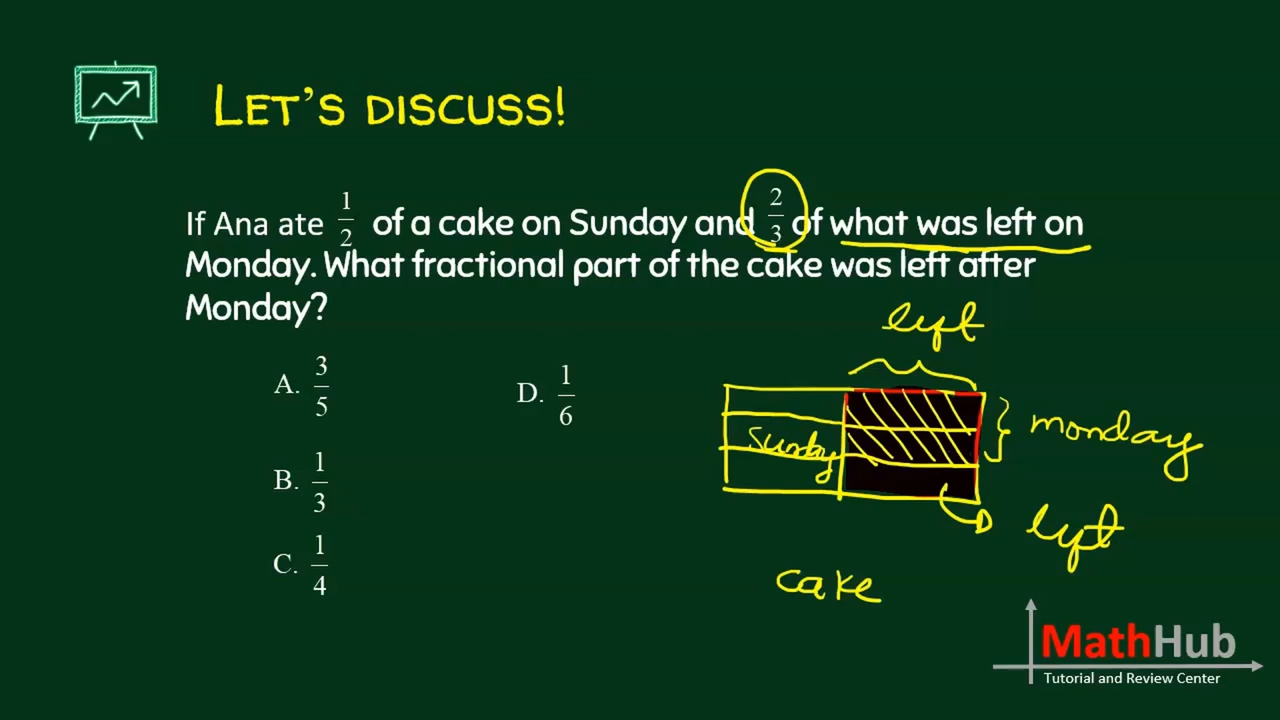 LET'S DISCUSS!
If Ana ate 1/2 of a cake on Sunday and 2/3 of what was left on
Monday. What fractional part of the cake was left after
Monday?
A. 3/5
B. 1/3
C. 1/4
D. 1/6
left
Sunday
monday
left
cake
MathHub
Tutorial and Review Center